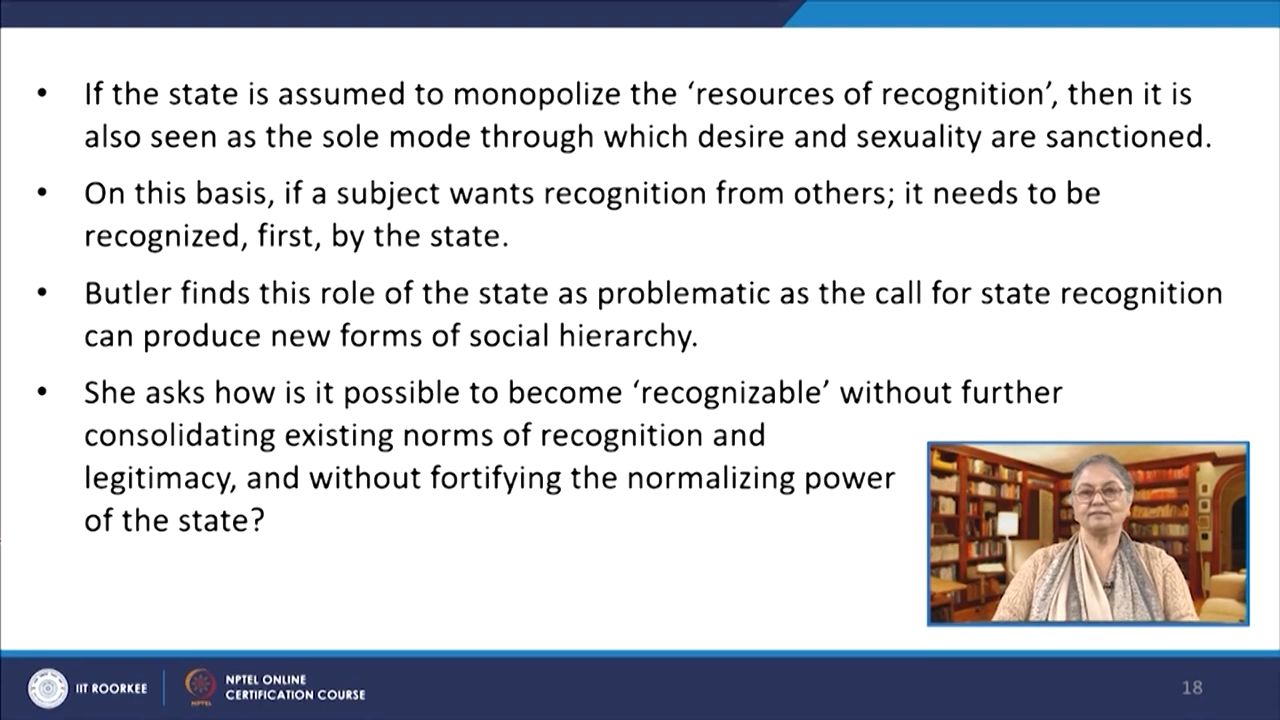 • If the state is assumed to monopolize the ‘resources of recognition’, then it is
also seen as the sole mode through which desire and sexuality are sanctioned.
• On this basis, if a subject wants recognition from others; it needs to be
recognized, first, by the state.
• Butler finds this role of the state as problematic as the call for state recognition
can produce new forms of social hierarchy.
• She asks how is it possible to become ‘recognizable’ without further
consolidating existing norms of recognition and
legitimacy, and without fortifying the normalizing power
of the state?
IIT ROORKEE
NPTEL
NPTEL ONLINE
CERTIFICATION COURSE
18